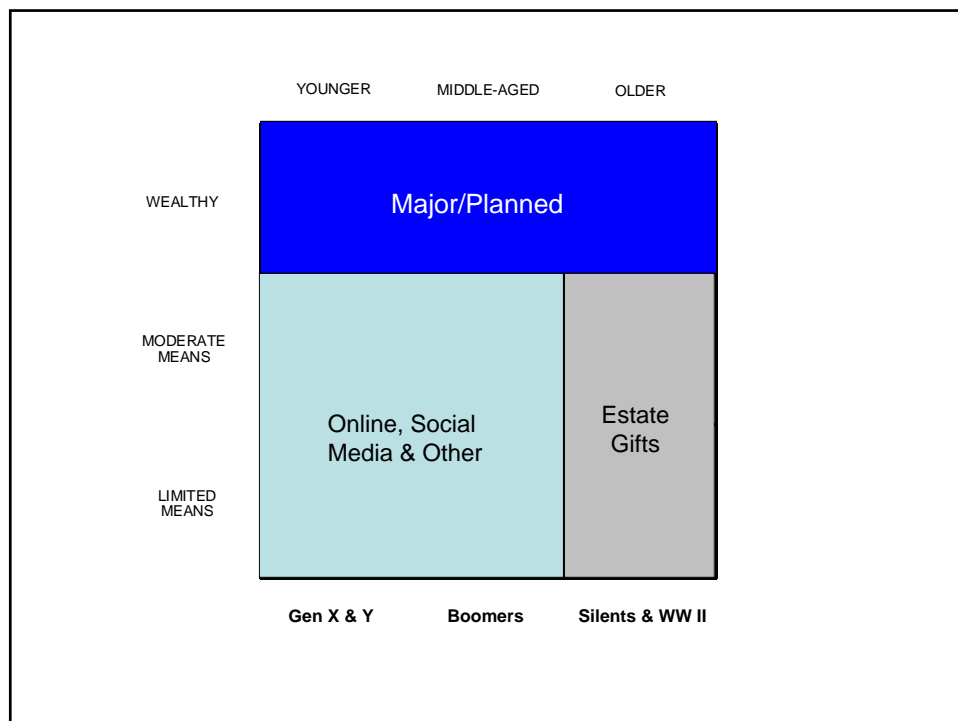 YOUNGER MIDDLE-AGED OLDER
WEALTHY
Major/Planned
MODERATE
MEANS
Online, Social
Media & Other
Estate
Gifts
LIMITED
MEANS
Gen X & Y Boomers Silents & WW II